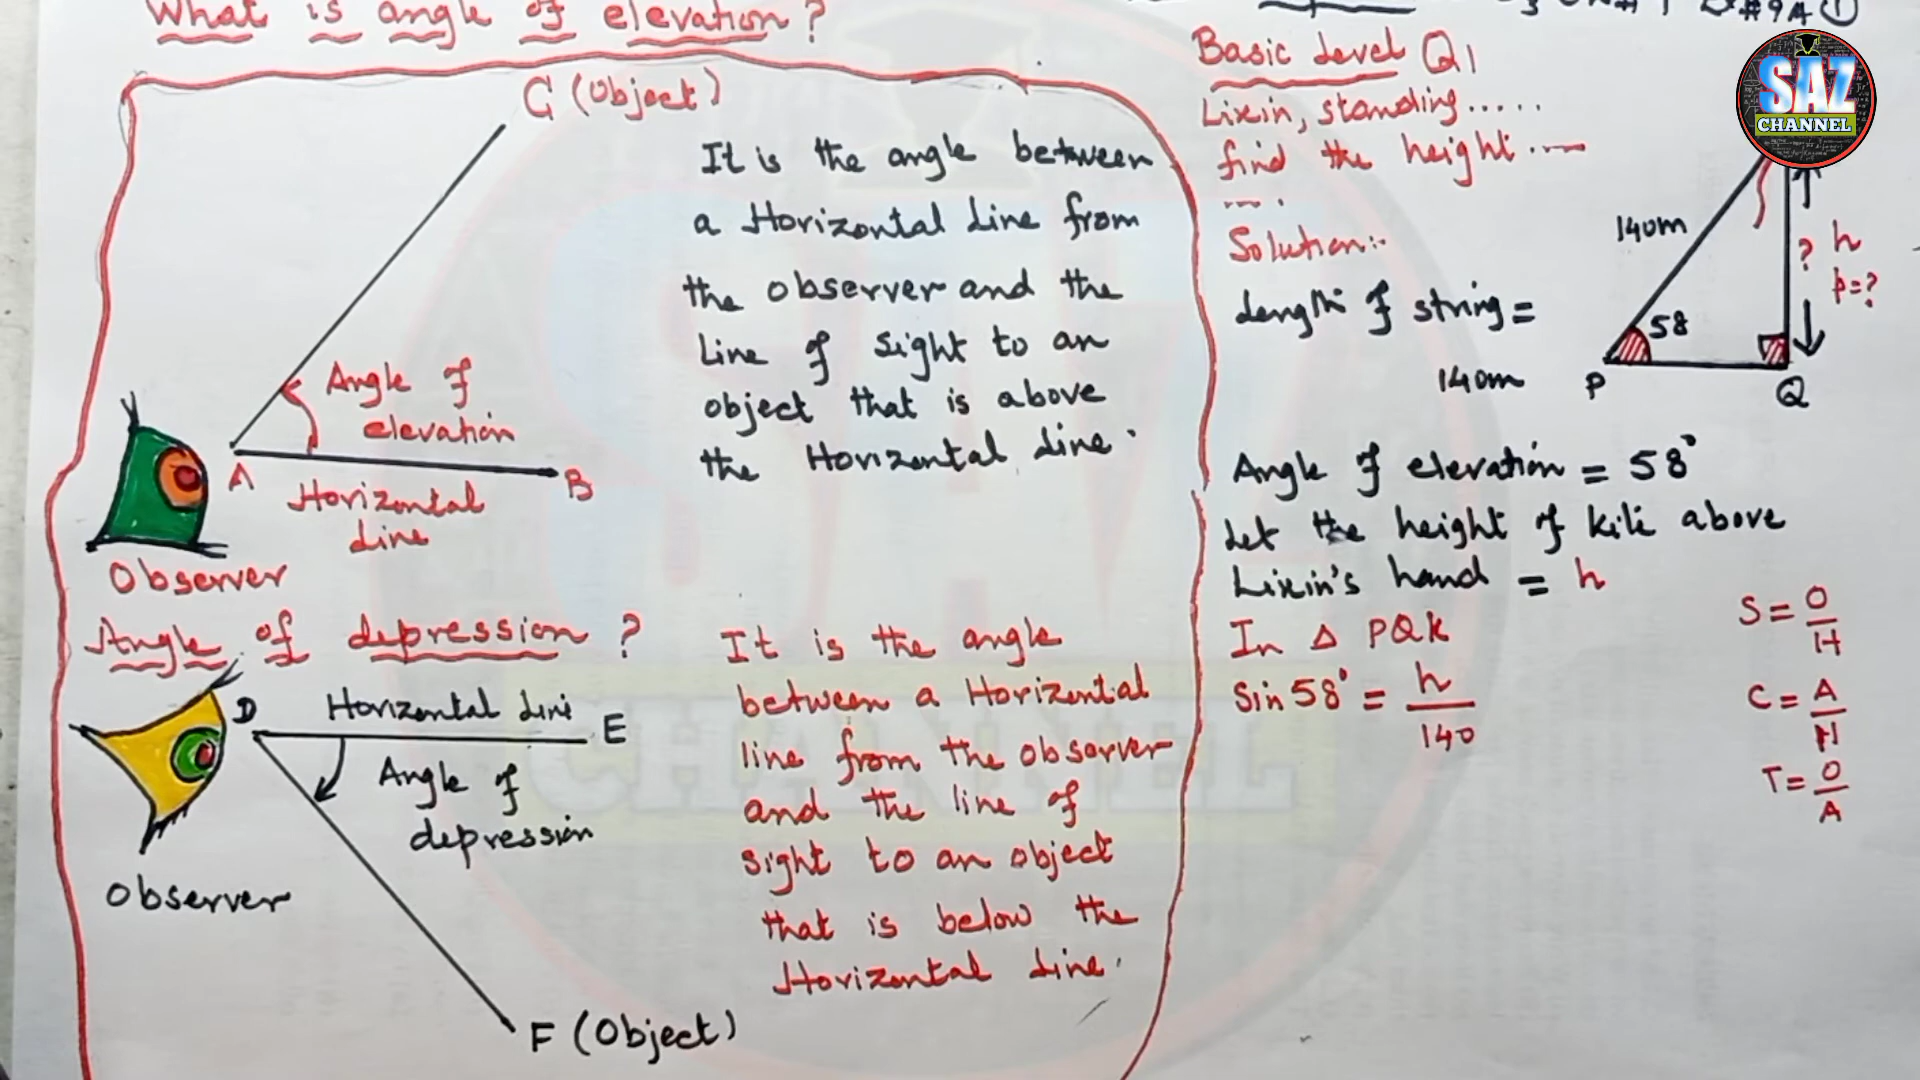 What is angle of elevation?
C (Object)
It is the angle between
a Horizontal Line from
the observer and the
Line of sight to an
object that is above
the Horizontal Line.
Angle of
elevation
A
B
Horizontal
Line
Observer
Angle of depression?
D
Horizontal Line
E
Angle of
depression
Observer
F (Object)
It is the angle
between a Horizontal
line from the observer
and the line of
sight to an object
that is below the
Horizontal Line.
#9A ①
Basic Level Q1
Lixin, standing.....
find the height....
....
Solution:-
Length of string =
140m
140m
58
P
Q
? h
p=?
Angle of elevation = 58°
Let the height of kite above
Lixin's hand = h
In Δ PQK
Sin 58° = h/140
S = O/H
C = A/H
T = O/A
SAZ
CHANNEL
SAZ
CHANNEL